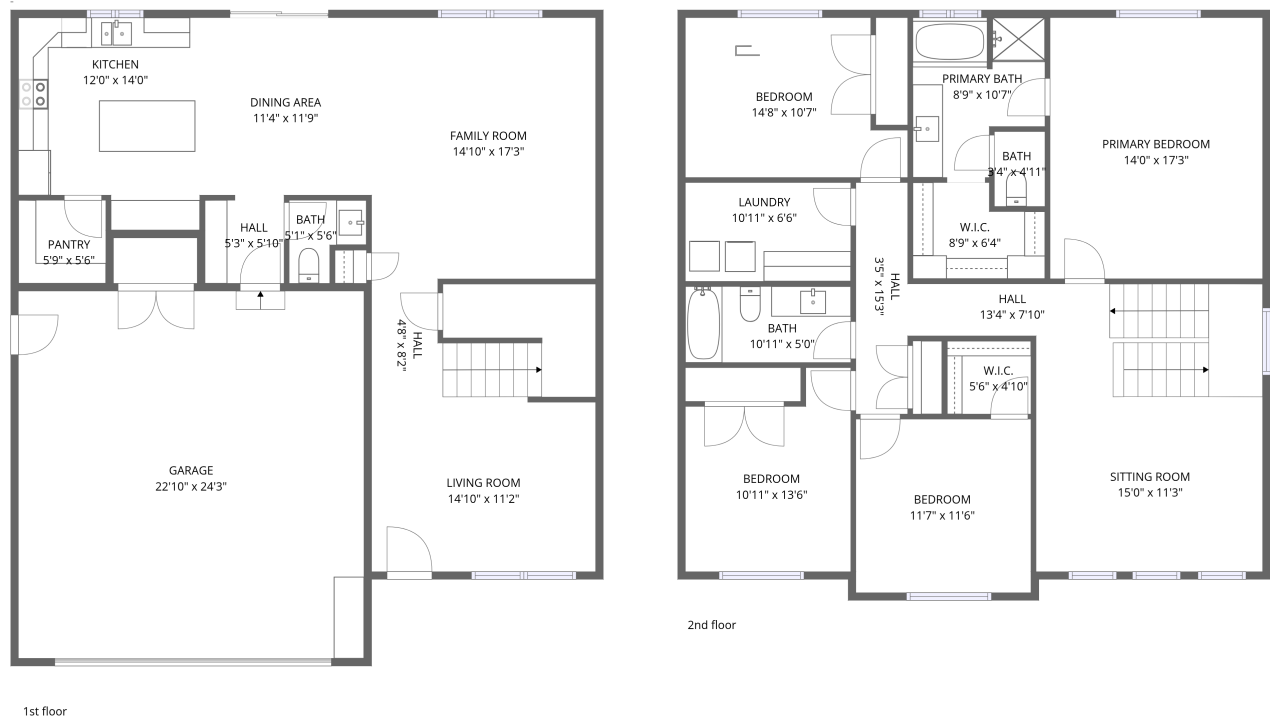 KITCHEN
12'0" x 14'0"
DINING AREA
11'4" x 11'9"
FAMILY ROOM
14'10" x 17'3"
PANTRY
5'9" x 5'6"
HALL
5'3" x 5'10"
BATH
5'1" x 5'6"
HALL
4'8" x 8'2"
GARAGE
22'10" x 24'3"
LIVING ROOM
14'10" x 11'2"
1st floor
BEDROOM
14'8" x 10'7"
PRIMARY BATH
8'9" x 10'7"
BATH
3'4" x 4'11"
PRIMARY BEDROOM
14'0" x 17'3"
LAUNDRY
10'11" x 6'6"
W.I.C.
8'9" x 6'4"
HALL
3'5" x 15'3"
HALL
13'4" x 7'10"
BATH
10'11" x 5'0"
W.I.C.
5'6" x 4'10"
BEDROOM
10'11" x 13'6"
BEDROOM
11'7" x 11'6"
SITTING ROOM
15'0" x 11'3"
2nd floor